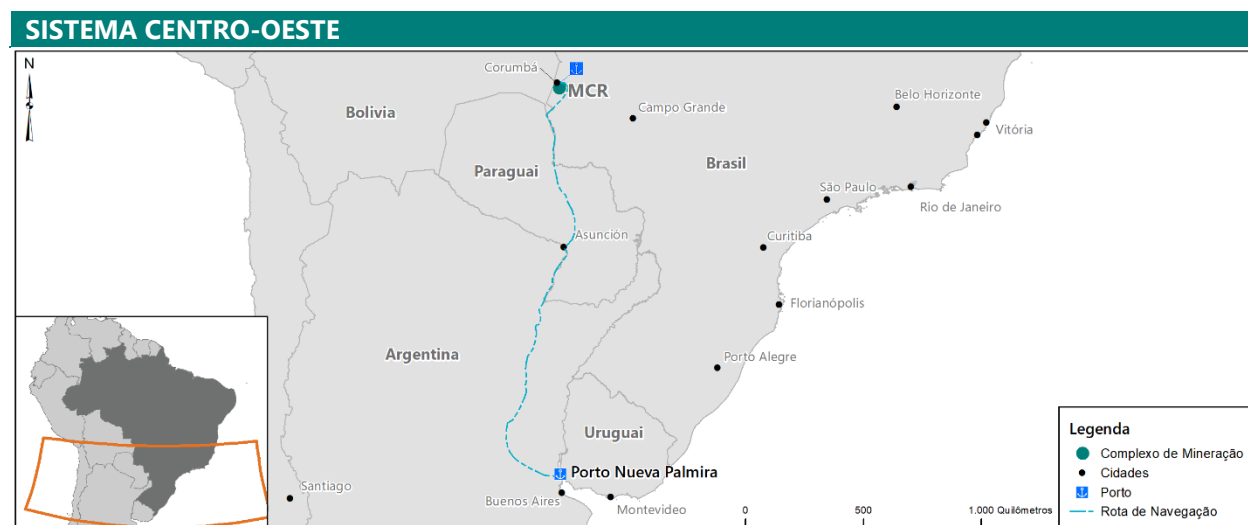 SISTEMA CENTRO-OESTE
N
Corumbá
MCR
Bolivia
Campo Grande
Belo Horizonte
Vitória
Paraguai
Brasil
São Paulo
Rio de Janeiro
Asunción
Curitiba
Florianópolis
Argentina
Porto Alegre
Uruguai
Porto Nueva Palmira
Santiago
Buenos Aires
Montevideo
0
500
1.000 Quilômetros
Legenda
Complexo de Mineração
Cidades
Porto
Rota de Navegação